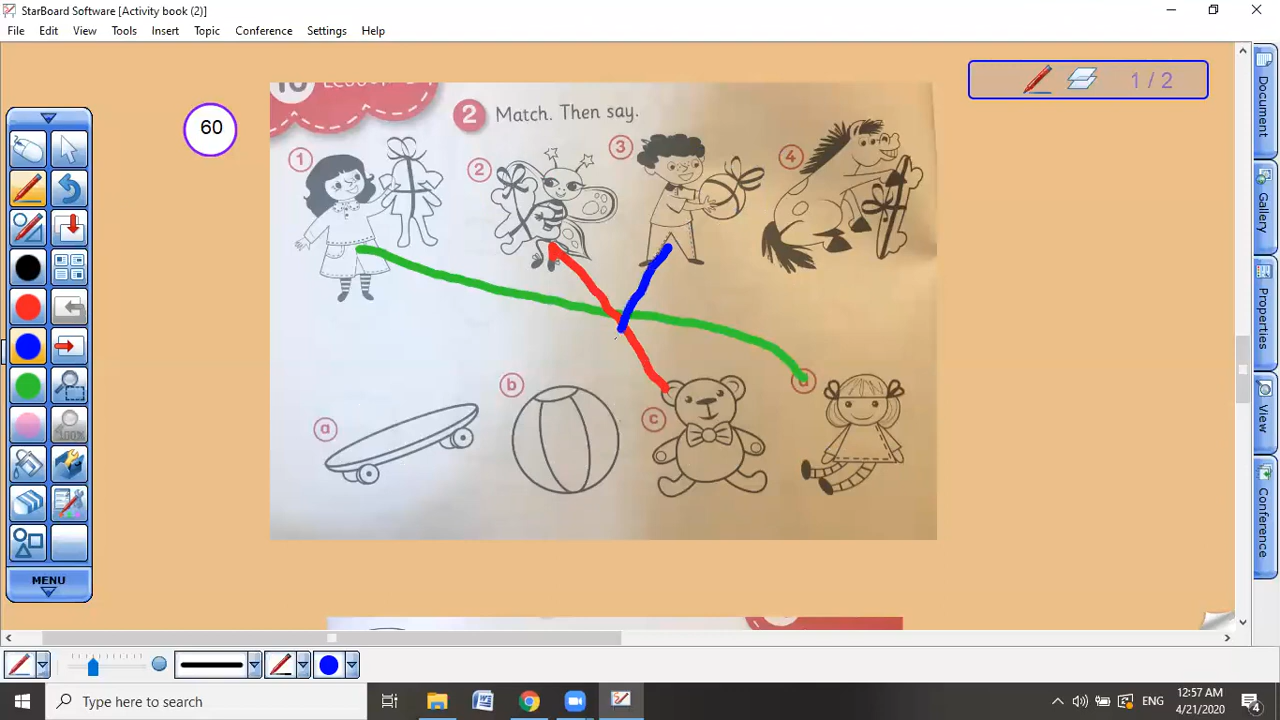 StarBoard Software [Activity book (2)]
File Edit View Tools Insert Topic Conference Settings Help
1 / 2
60
2 Match. Then say.
1
2
3
4
a
b
c
d
100%
MENU
Document
Gallery
Properties
View
Conference
Type here to search
ENG
12:57 AM
4/21/2020
4